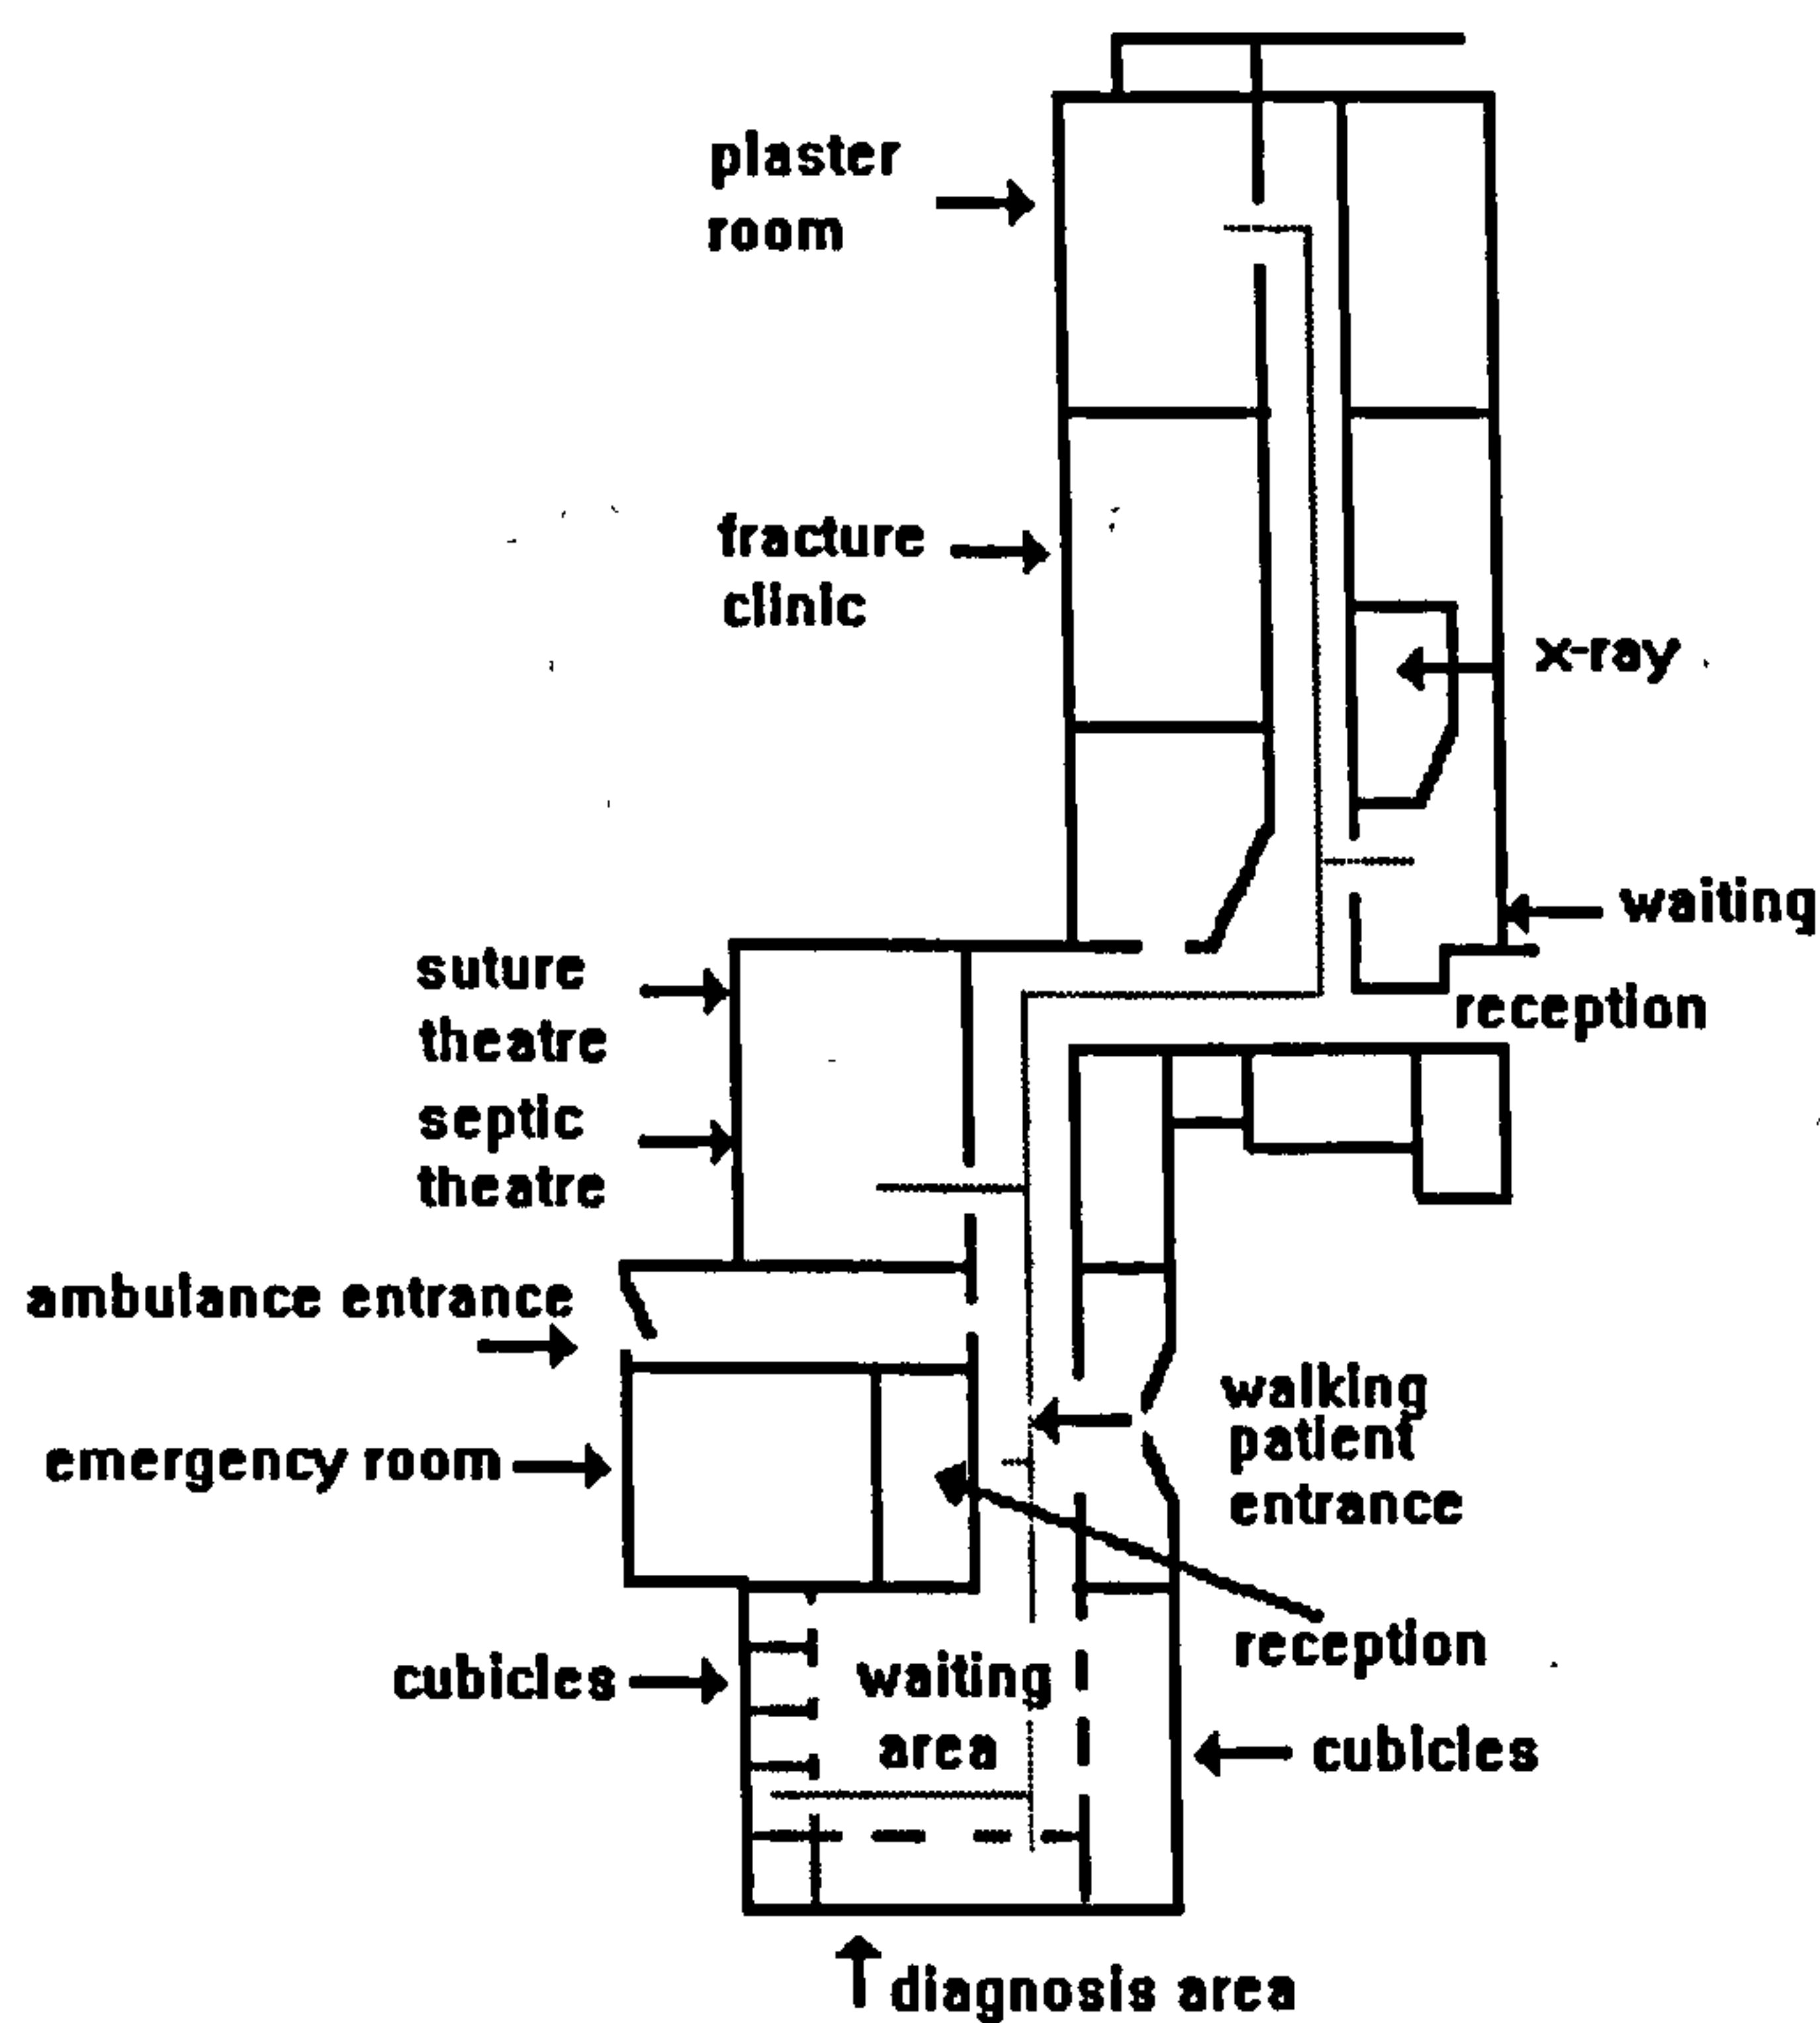 plaster
room
fracture
clinic
x-ray
waiting
reception
suture
theatre
septic
theatre
ambulance entrance
walking
patient
entrance
emergency room
reception
cubicles
waiting
area
cubicles
diagnosis area